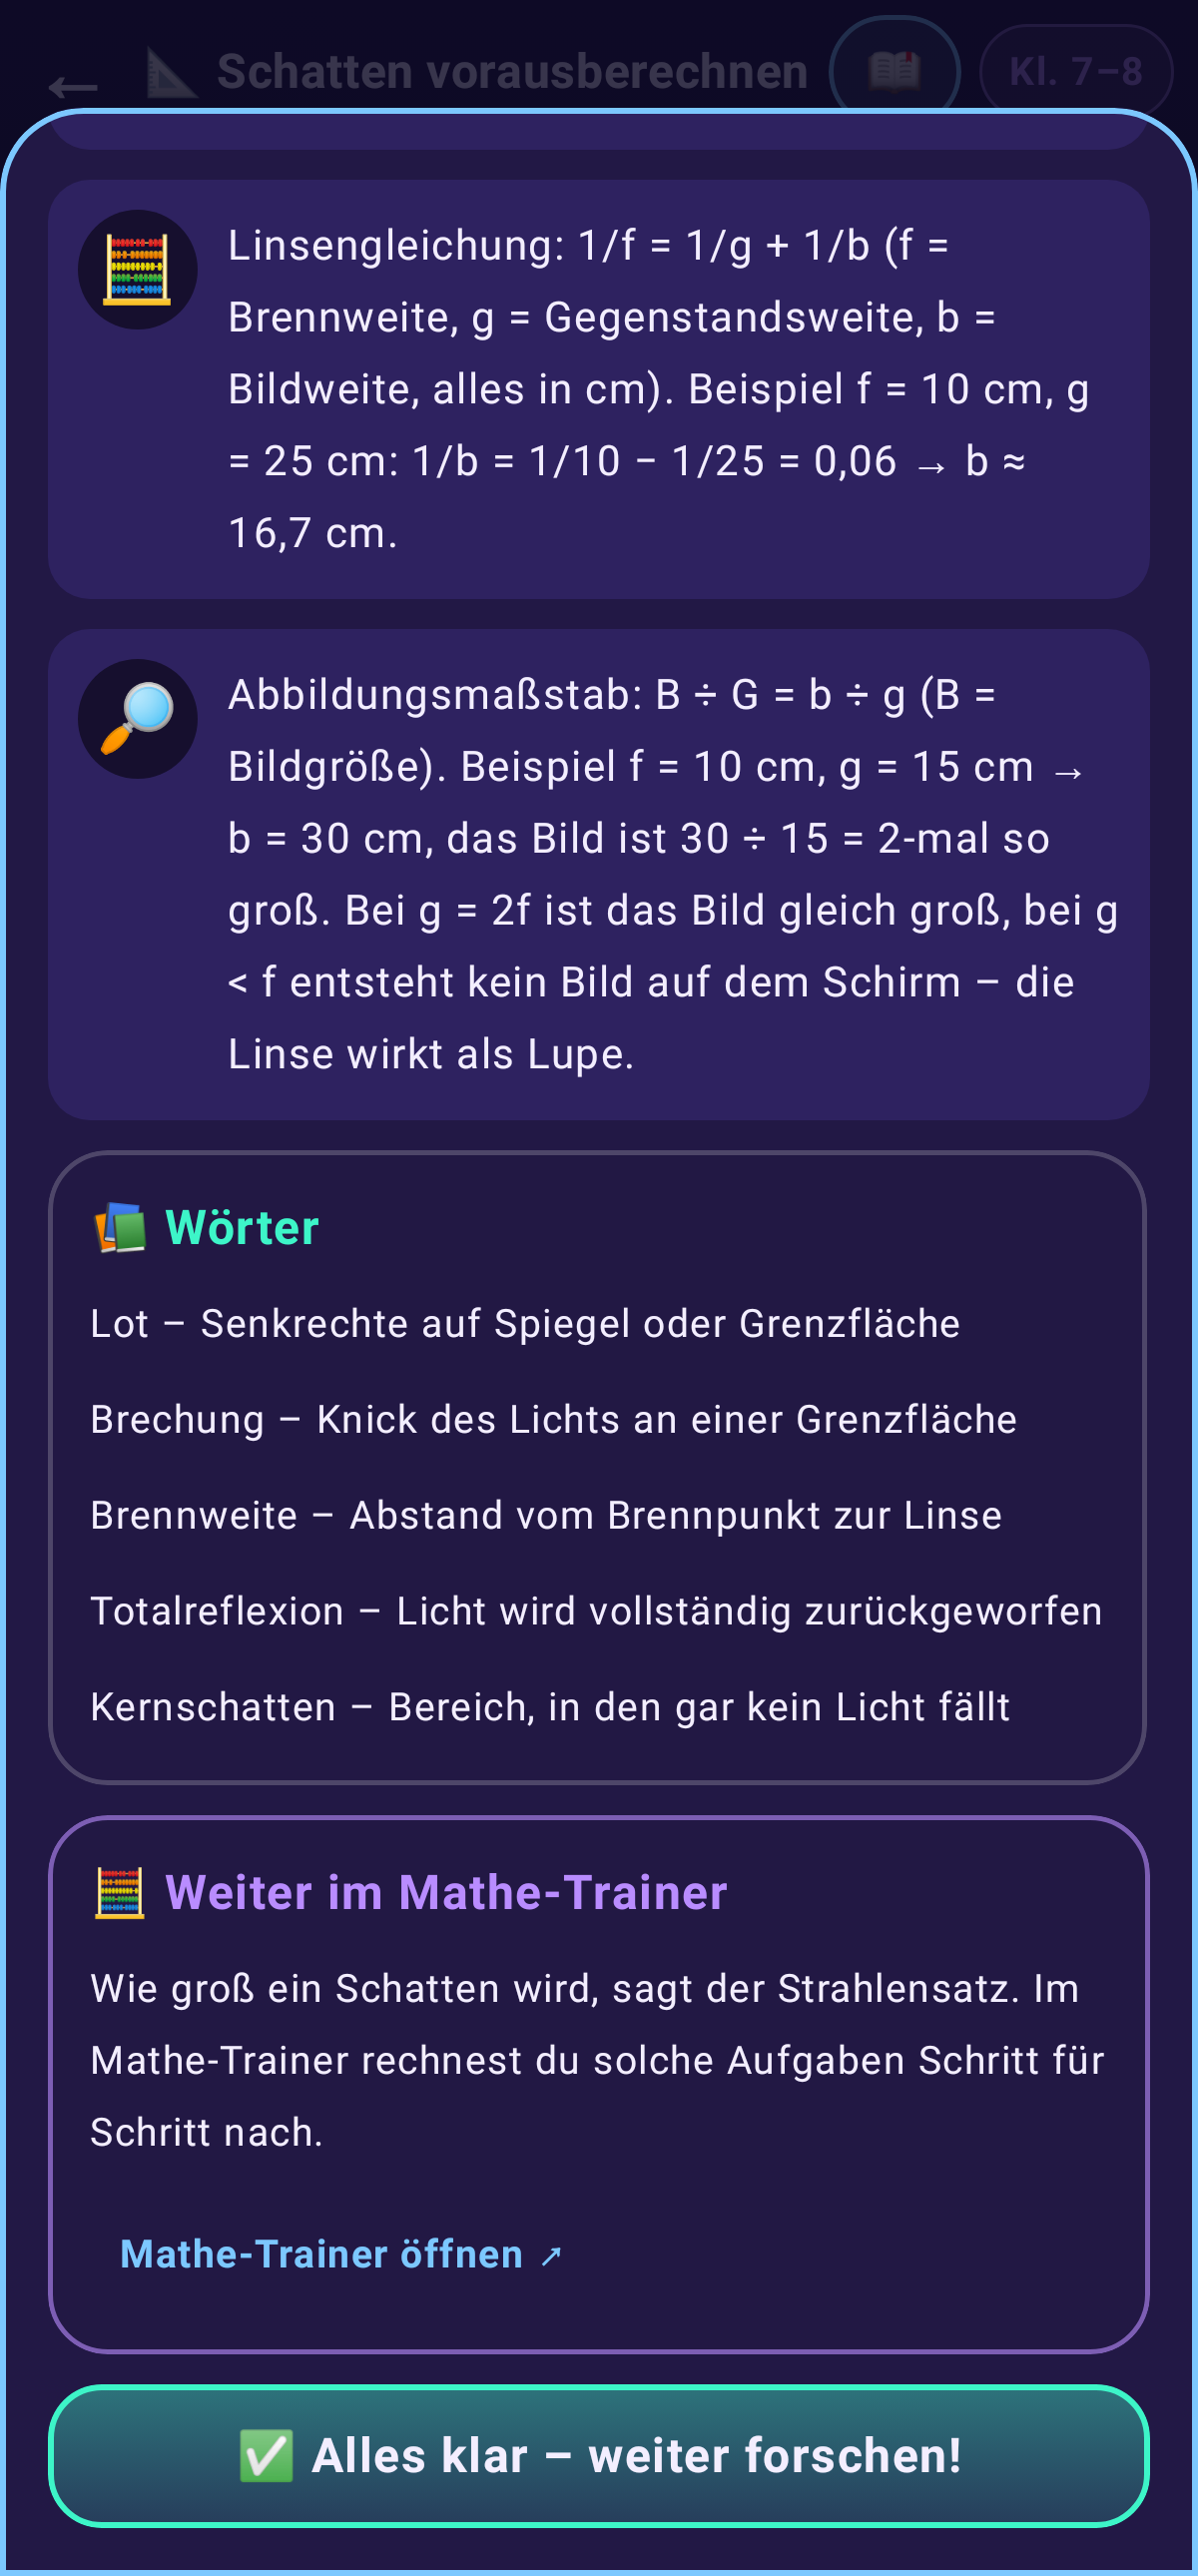 ← 📐 Schatten vorausberechnen 📖 Kl. 7–8
Linsengleichung: 1/f = 1/g + 1/b (f =
Brennweite, g = Gegenstandsweite, b =
Bildweite, alles in cm). Beispiel f = 10 cm, g
= 25 cm: 1/b = 1/10 − 1/25 = 0,06 → b ≈
16,7 cm.
Abbildungsmaßstab: B ÷ G = b ÷ g (B =
Bildgröße). Beispiel f = 10 cm, g = 15 cm →
b = 30 cm, das Bild ist 30 ÷ 15 = 2-mal so
groß. Bei g = 2f ist das Bild gleich groß, bei g
< f entsteht kein Bild auf dem Schirm – die
Linse wirkt als Lupe.
Wörter
Lot – Senkrechte auf Spiegel oder Grenzfläche
Brechung – Knick des Lichts an einer Grenzfläche
Brennweite – Abstand vom Brennpunkt zur Linse
Totalreflexion – Licht wird vollständig zurückgeworfen
Kernschatten – Bereich, in den gar kein Licht fällt
Weiter im Mathe-Trainer
Wie groß ein Schatten wird, sagt der Strahlensatz. Im
Mathe-Trainer rechnest du solche Aufgaben Schritt für
Schritt nach.
Mathe-Trainer öffnen ↗
✅ Alles klar – weiter forschen!